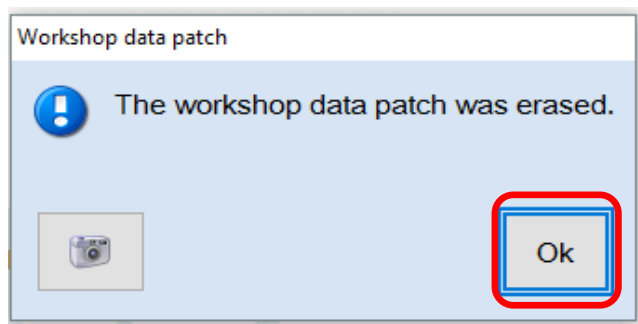 Workshop data patch
The workshop data patch was erased.
Ok